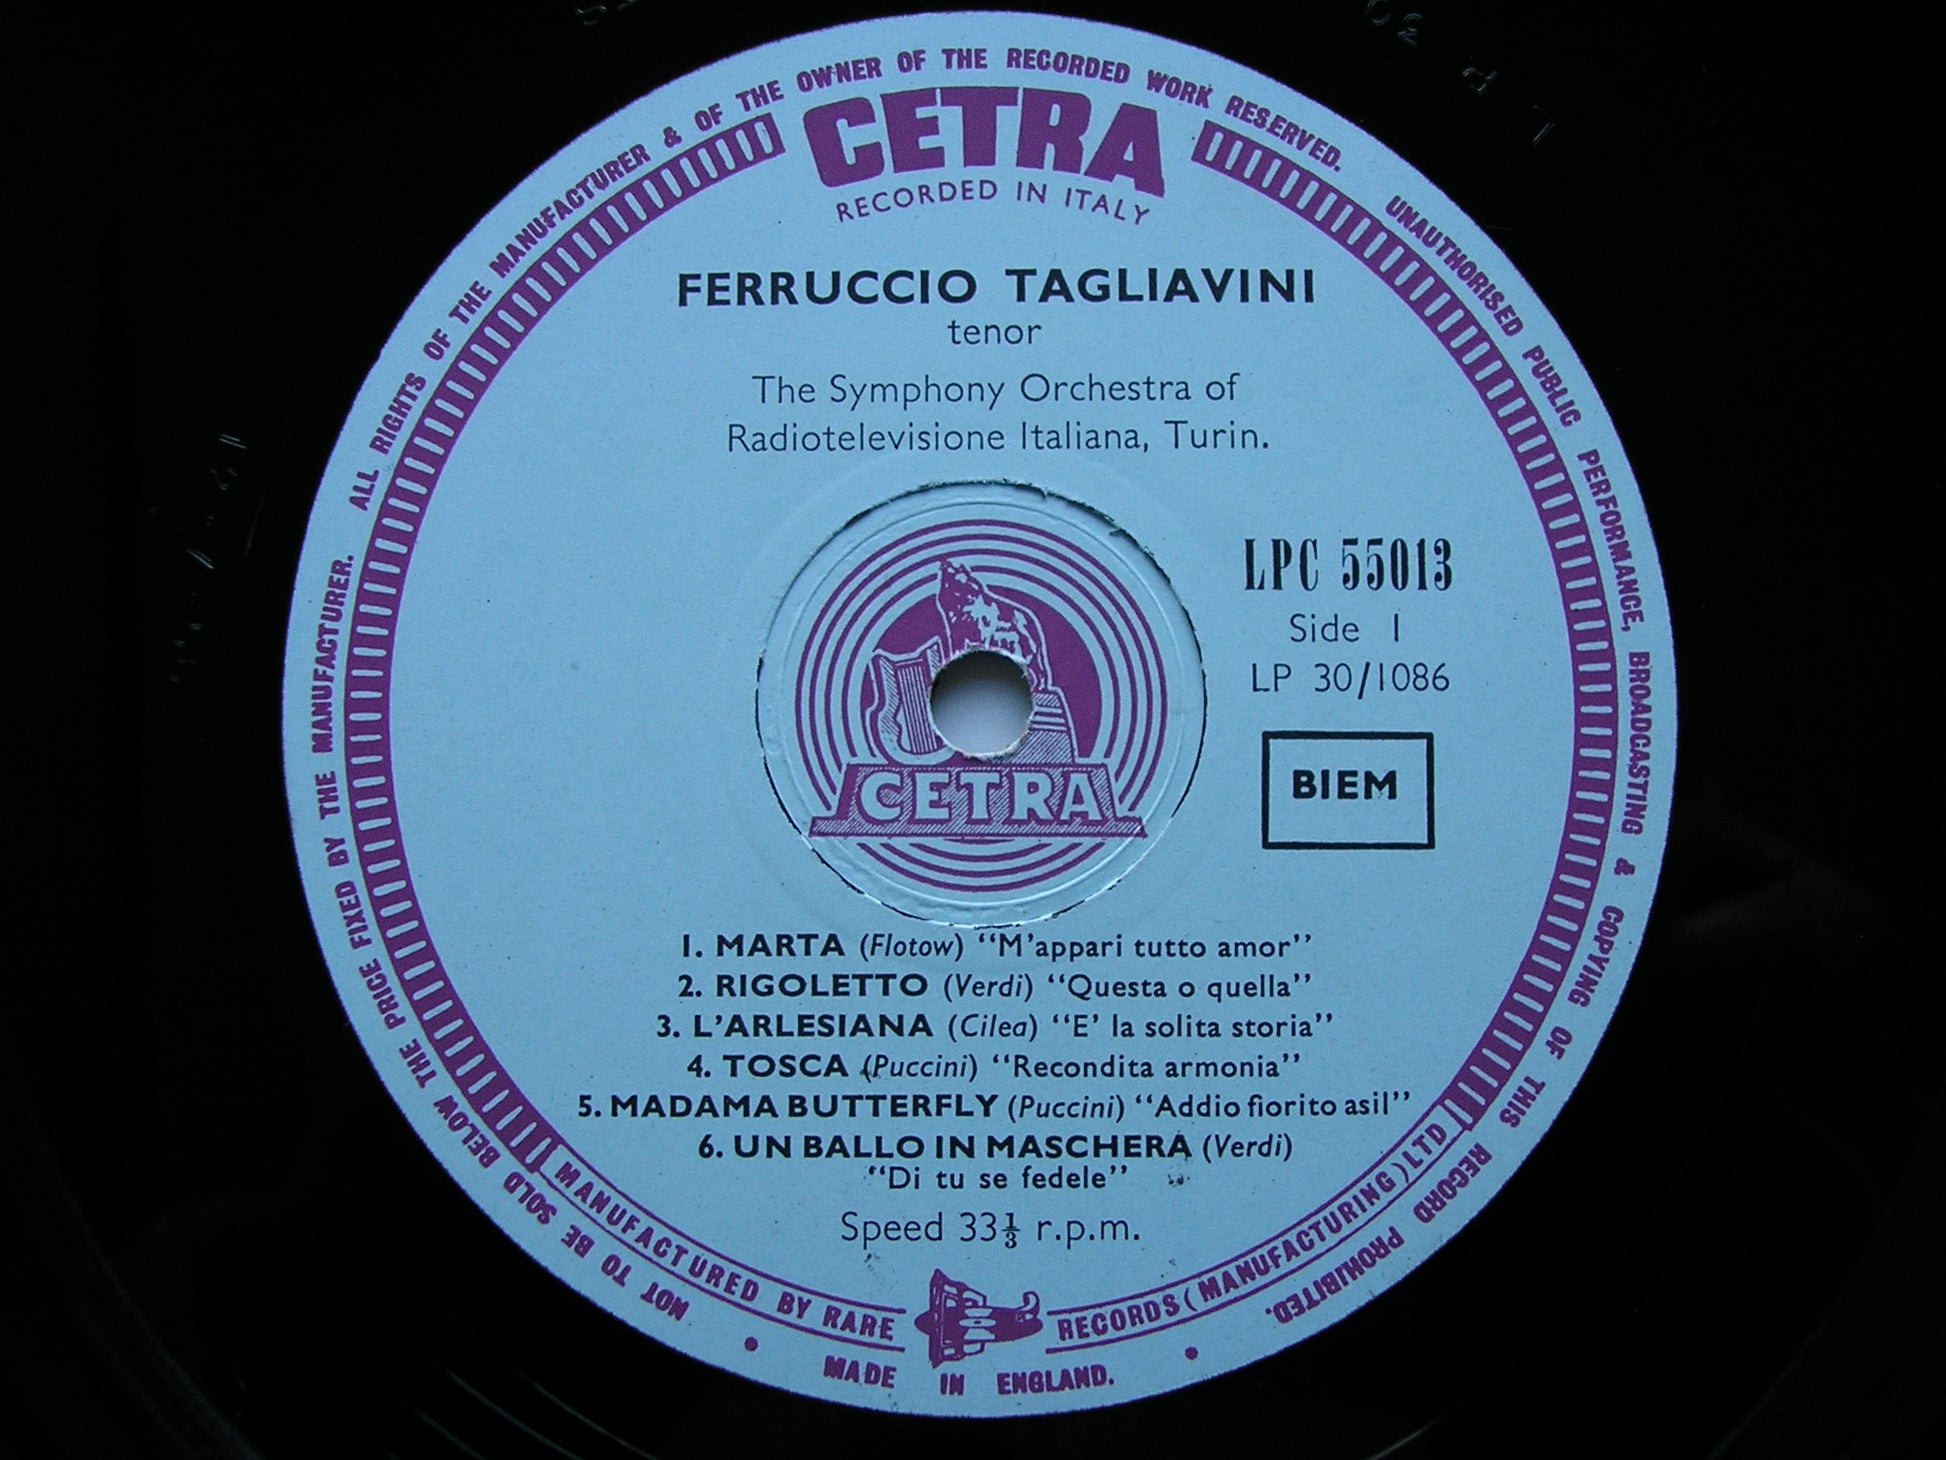 ALL RIGHTS OF THE MANUFACTURER & OF THE OWNER OF THE RECORDED WORK RESERVED. UNAUTHORISED PUBLIC PERFORMANCE, BROADCASTING & COPYING OF THIS RECORD PROHIBITED.
CETRA
RECORDED IN ITALY
FERRUCCIO TAGLIAVINI
tenor
The Symphony Orchestra of
Radiotelevisione Italiana, Turin.
LPC 55013
Side 1
LP 30/1086
BIEM
CETRA
1. MARTA (Flotow) "M'appari tutto amor"
2. RIGOLETTO (Verdi) "Questa o quella"
3. L'ARLESIANA (Cilea) "E' la solita storia"
4. TOSCA (Puccini) "Recondita armonia"
5. MADAMA BUTTERFLY (Puccini) "Addio fiorito asil"
6. UN BALLO IN MASCHERA (Verdi)
"Di tu se fedele"
Speed 33⅓ r.p.m.
MANUFACTURED BY RARE RECORDS (MANUFACTURING) LTD
NOT TO BE SOLD BELOW THE PRICE FIXED BY THE MANUFACTURER.
• MADE IN ENGLAND. •